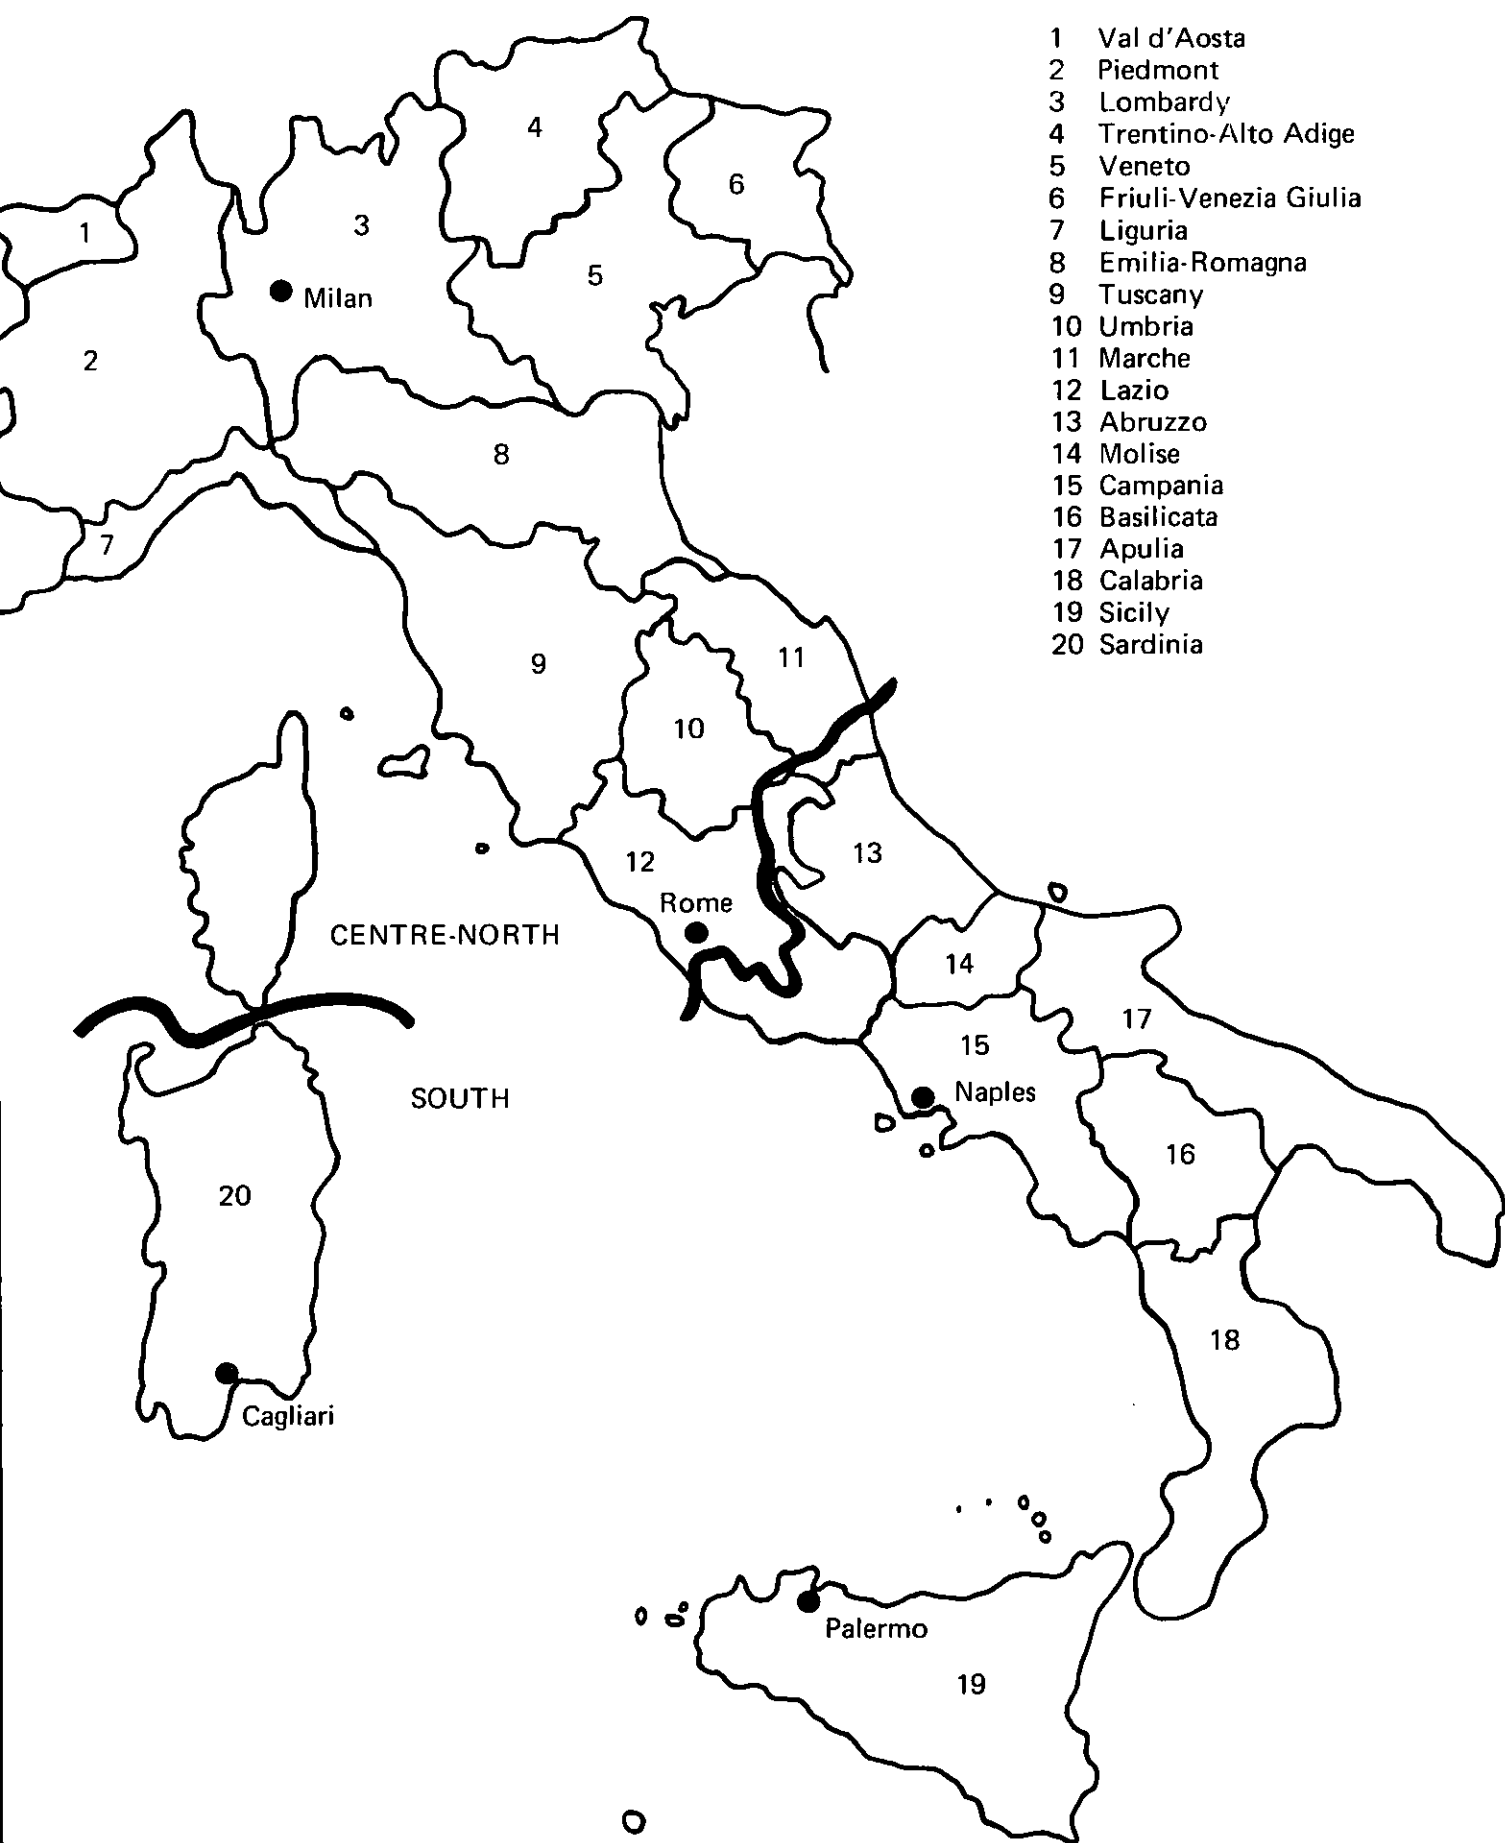 1 Val d'Aosta
2 Piedmont
3 Lombardy
4 Trentino-Alto Adige
5 Veneto
6 Friuli-Venezia Giulia
7 Liguria
8 Emilia-Romagna
9 Tuscany
10 Umbria
11 Marche
12 Lazio
13 Abruzzo
14 Molise
15 Campania
16 Basilicata
17 Apulia
18 Calabria
19 Sicily
20 Sardinia
4
6
1
3
5
Milan
2
8
7
9
11
10
12
13
Rome
CENTRE-NORTH
14
17
15
Naples
SOUTH
16
20
18
Cagliari
Palermo
19